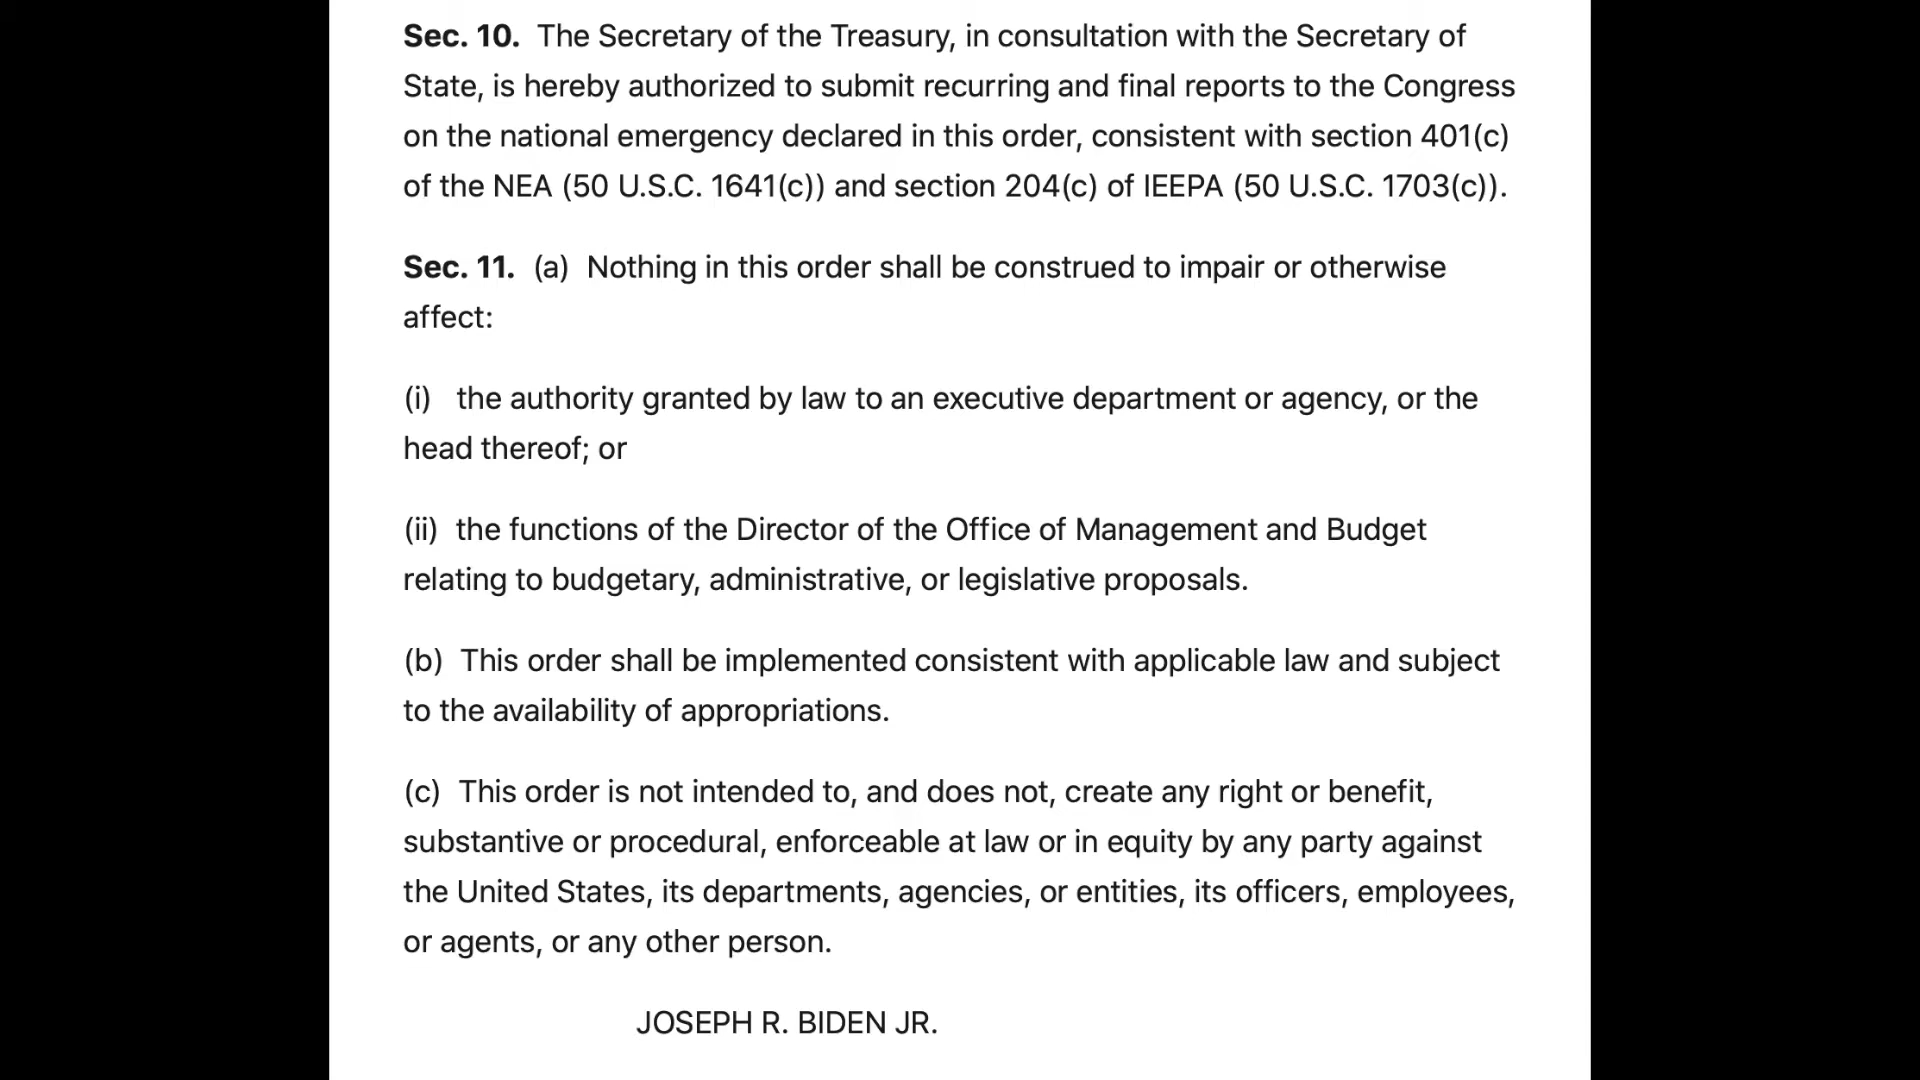 Sec. 10.  The Secretary of the Treasury, in consultation with the Secretary of
State, is hereby authorized to submit recurring and final reports to the Congress
on the national emergency declared in this order, consistent with section 401(c)
of the NEA (50 U.S.C. 1641(c)) and section 204(c) of IEEPA (50 U.S.C. 1703(c)).
Sec. 11.  (a)  Nothing in this order shall be construed to impair or otherwise
affect:
(i)   the authority granted by law to an executive department or agency, or the
head thereof; or
(ii)  the functions of the Director of the Office of Management and Budget
relating to budgetary, administrative, or legislative proposals.
(b)  This order shall be implemented consistent with applicable law and subject
to the availability of appropriations.
(c)  This order is not intended to, and does not, create any right or benefit,
substantive or procedural, enforceable at law or in equity by any party against
the United States, its departments, agencies, or entities, its officers, employees,
or agents, or any other person.
JOSEPH R. BIDEN JR.